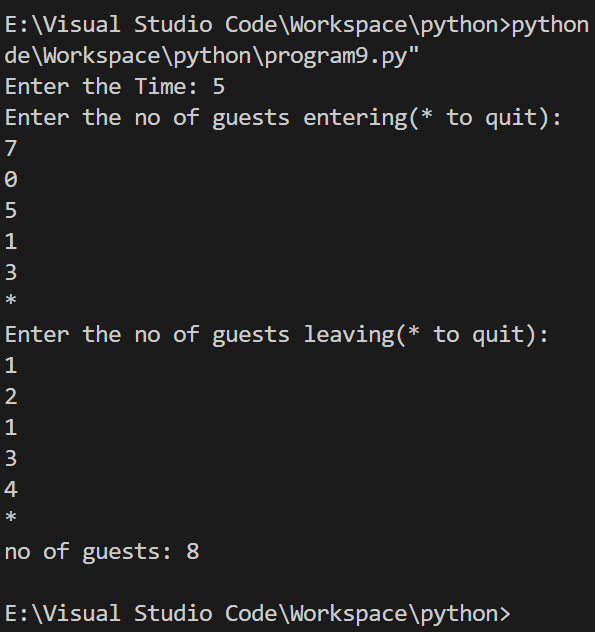 E:\Visual Studio Code\Workspace\python>python
de\Workspace\python\program9.py"
Enter the Time: 5
Enter the no of guests entering(* to quit):
7
0
5
1
3
*
Enter the no of guests leaving(* to quit):
1
2
1
3
4
*
no of guests: 8
E:\Visual Studio Code\Workspace\python>